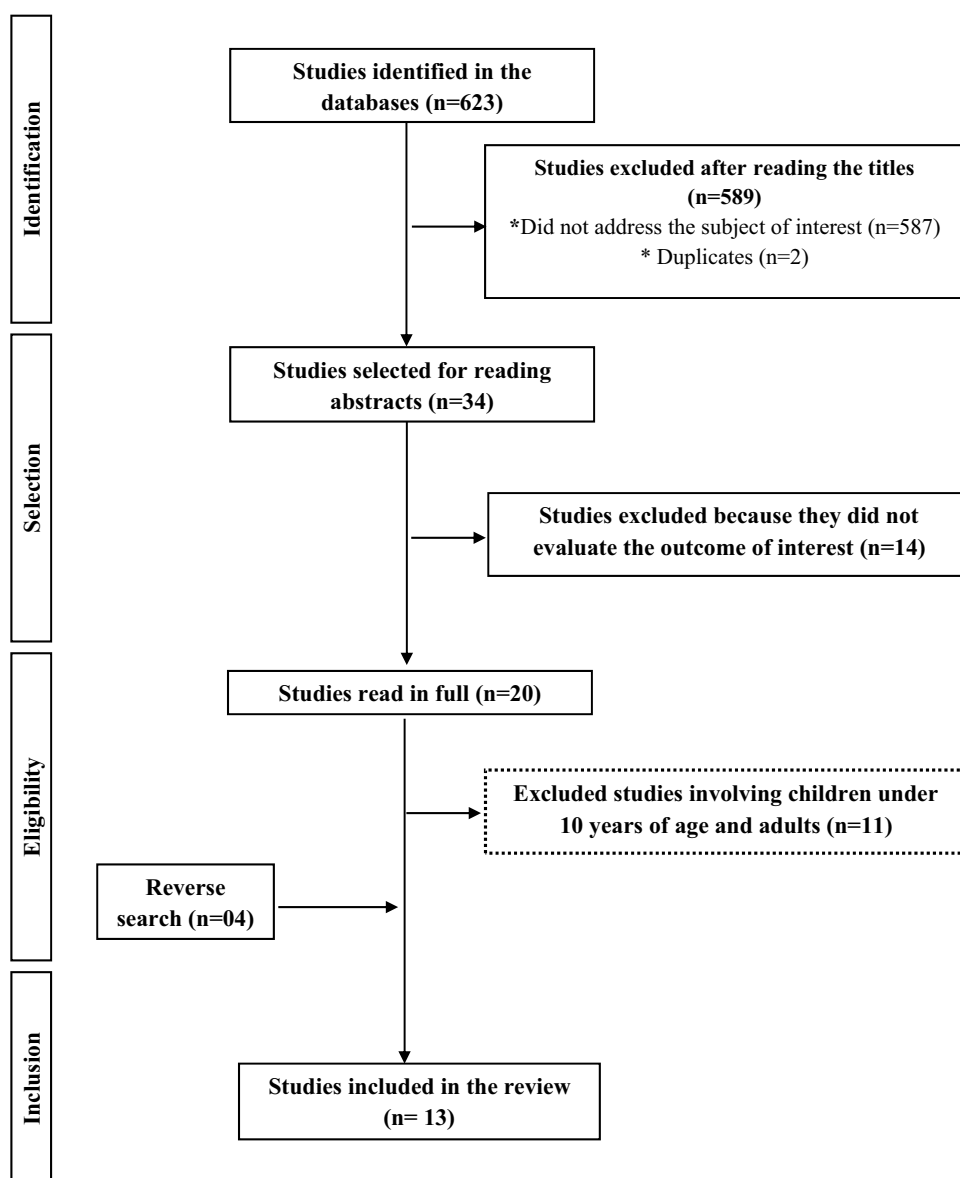 Identification
Studies identified in the
databases (n=623)
Studies excluded after reading the titles
(n=589)
*Did not address the subject of interest (n=587)
* Duplicates (n=2)
Selection
Studies selected for reading
abstracts (n=34)
Studies excluded because they did not
evaluate the outcome of interest (n=14)
Eligibility
Studies read in full (n=20)
Excluded studies involving children under
10 years of age and adults (n=11)
Reverse
search (n=04)
Inclusion
Studies included in the review
(n= 13)